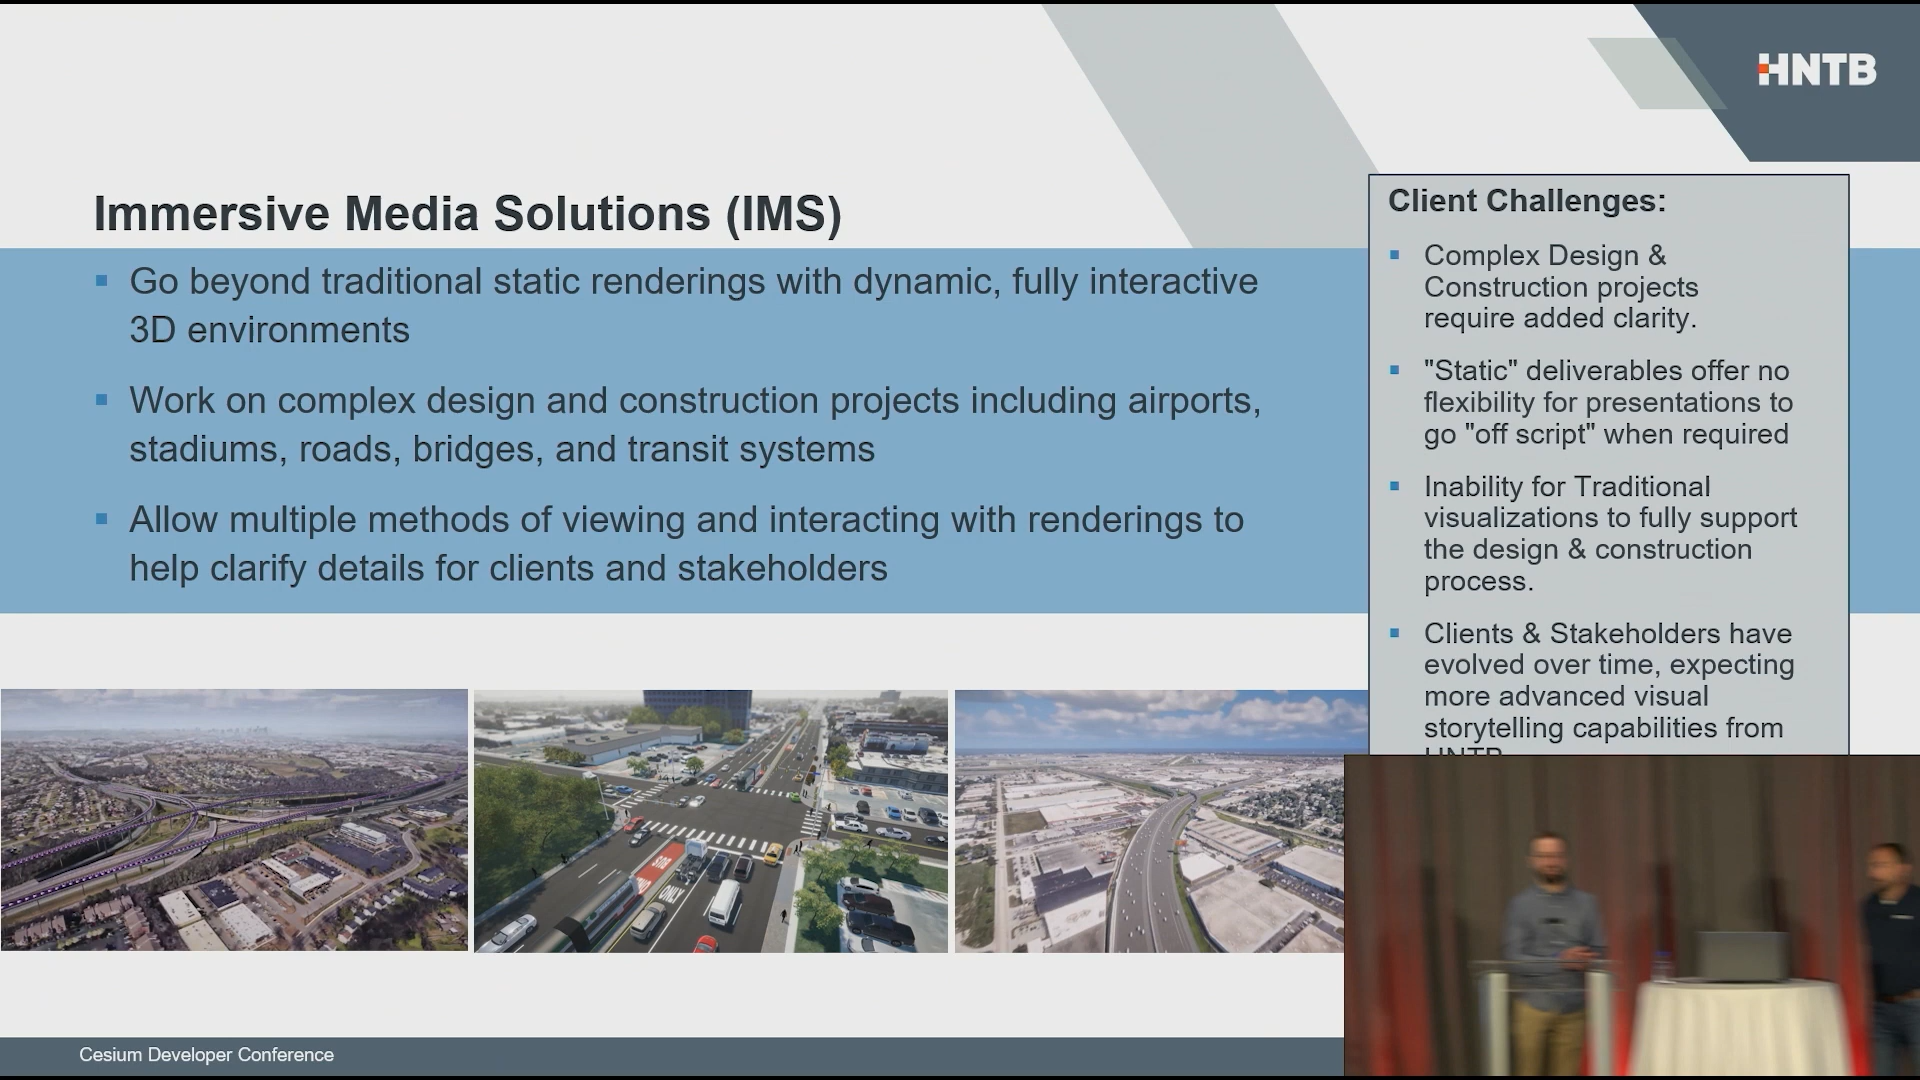 HNTB
Immersive Media Solutions (IMS)
Go beyond traditional static renderings with dynamic, fully interactive
3D environments
Work on complex design and construction projects including airports,
stadiums, roads, bridges, and transit systems
Allow multiple methods of viewing and interacting with renderings to
help clarify details for clients and stakeholders
Client Challenges:
Complex Design &
Construction projects
require added clarity.
"Static" deliverables offer no
flexibility for presentations to
go "off script" when required
Inability for Traditional
visualizations to fully support
the design & construction
process.
Clients & Stakeholders have
evolved over time, expecting
more advanced visual
storytelling capabilities from
HNTB
BUS
ONLY
Cesium Developer Conference